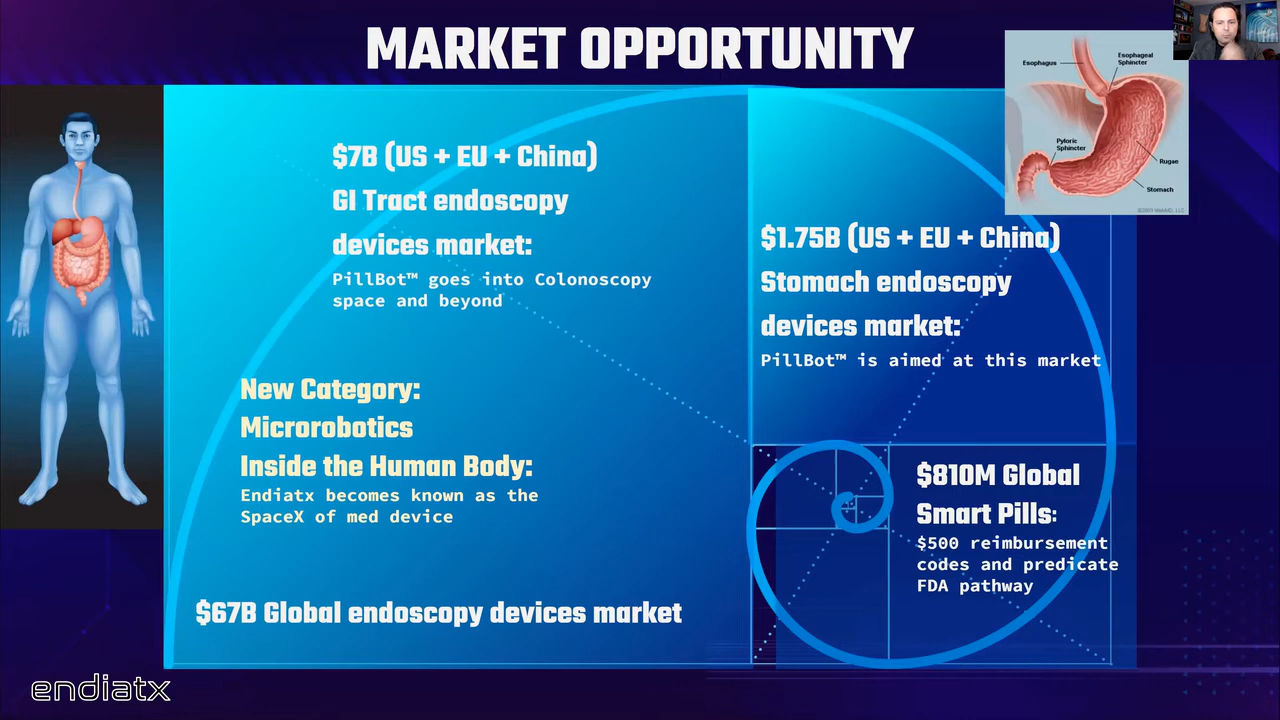 MARKET OPPORTUNITY
$7B (US + EU + China)
GI Tract endoscopy
devices market:
PillBot™ goes into Colonoscopy
space and beyond
New Category:
Microrobotics
Inside the Human Body:
Endiatx becomes known as the
SpaceX of med device
$67B Global endoscopy devices market
Esophagus
Esophageal
Sphincter
Pyloric
Sphincter
Rugae
Stomach
©2009 WebMD, LLC
$1.75B (US + EU + China)
Stomach endoscopy
devices market:
PillBot™ is aimed at this market
$810M Global
Smart Pills:
$500 reimbursement
codes and predicate
FDA pathway
endiatx